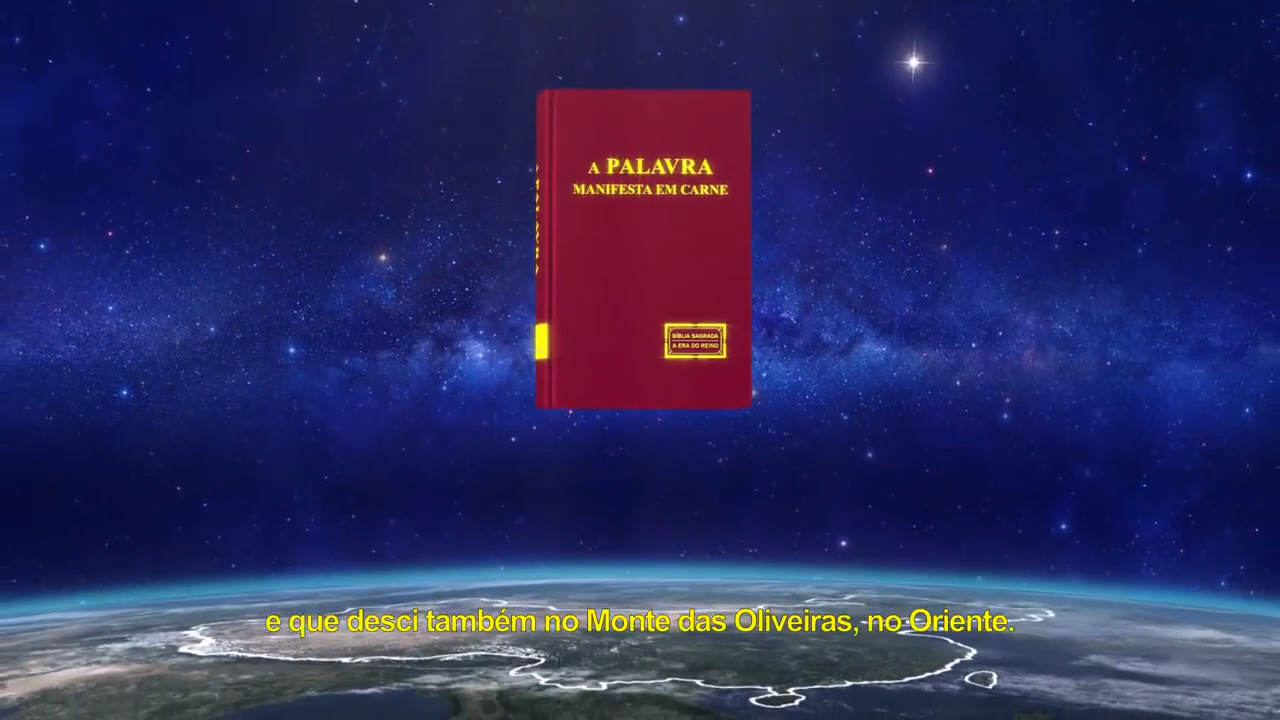 A PALAVRA
MANIFESTA EM CARNE
BÍBLIA SAGRADA
A ERA DO REINO
e que desci também no Monte das Oliveiras, no Oriente.